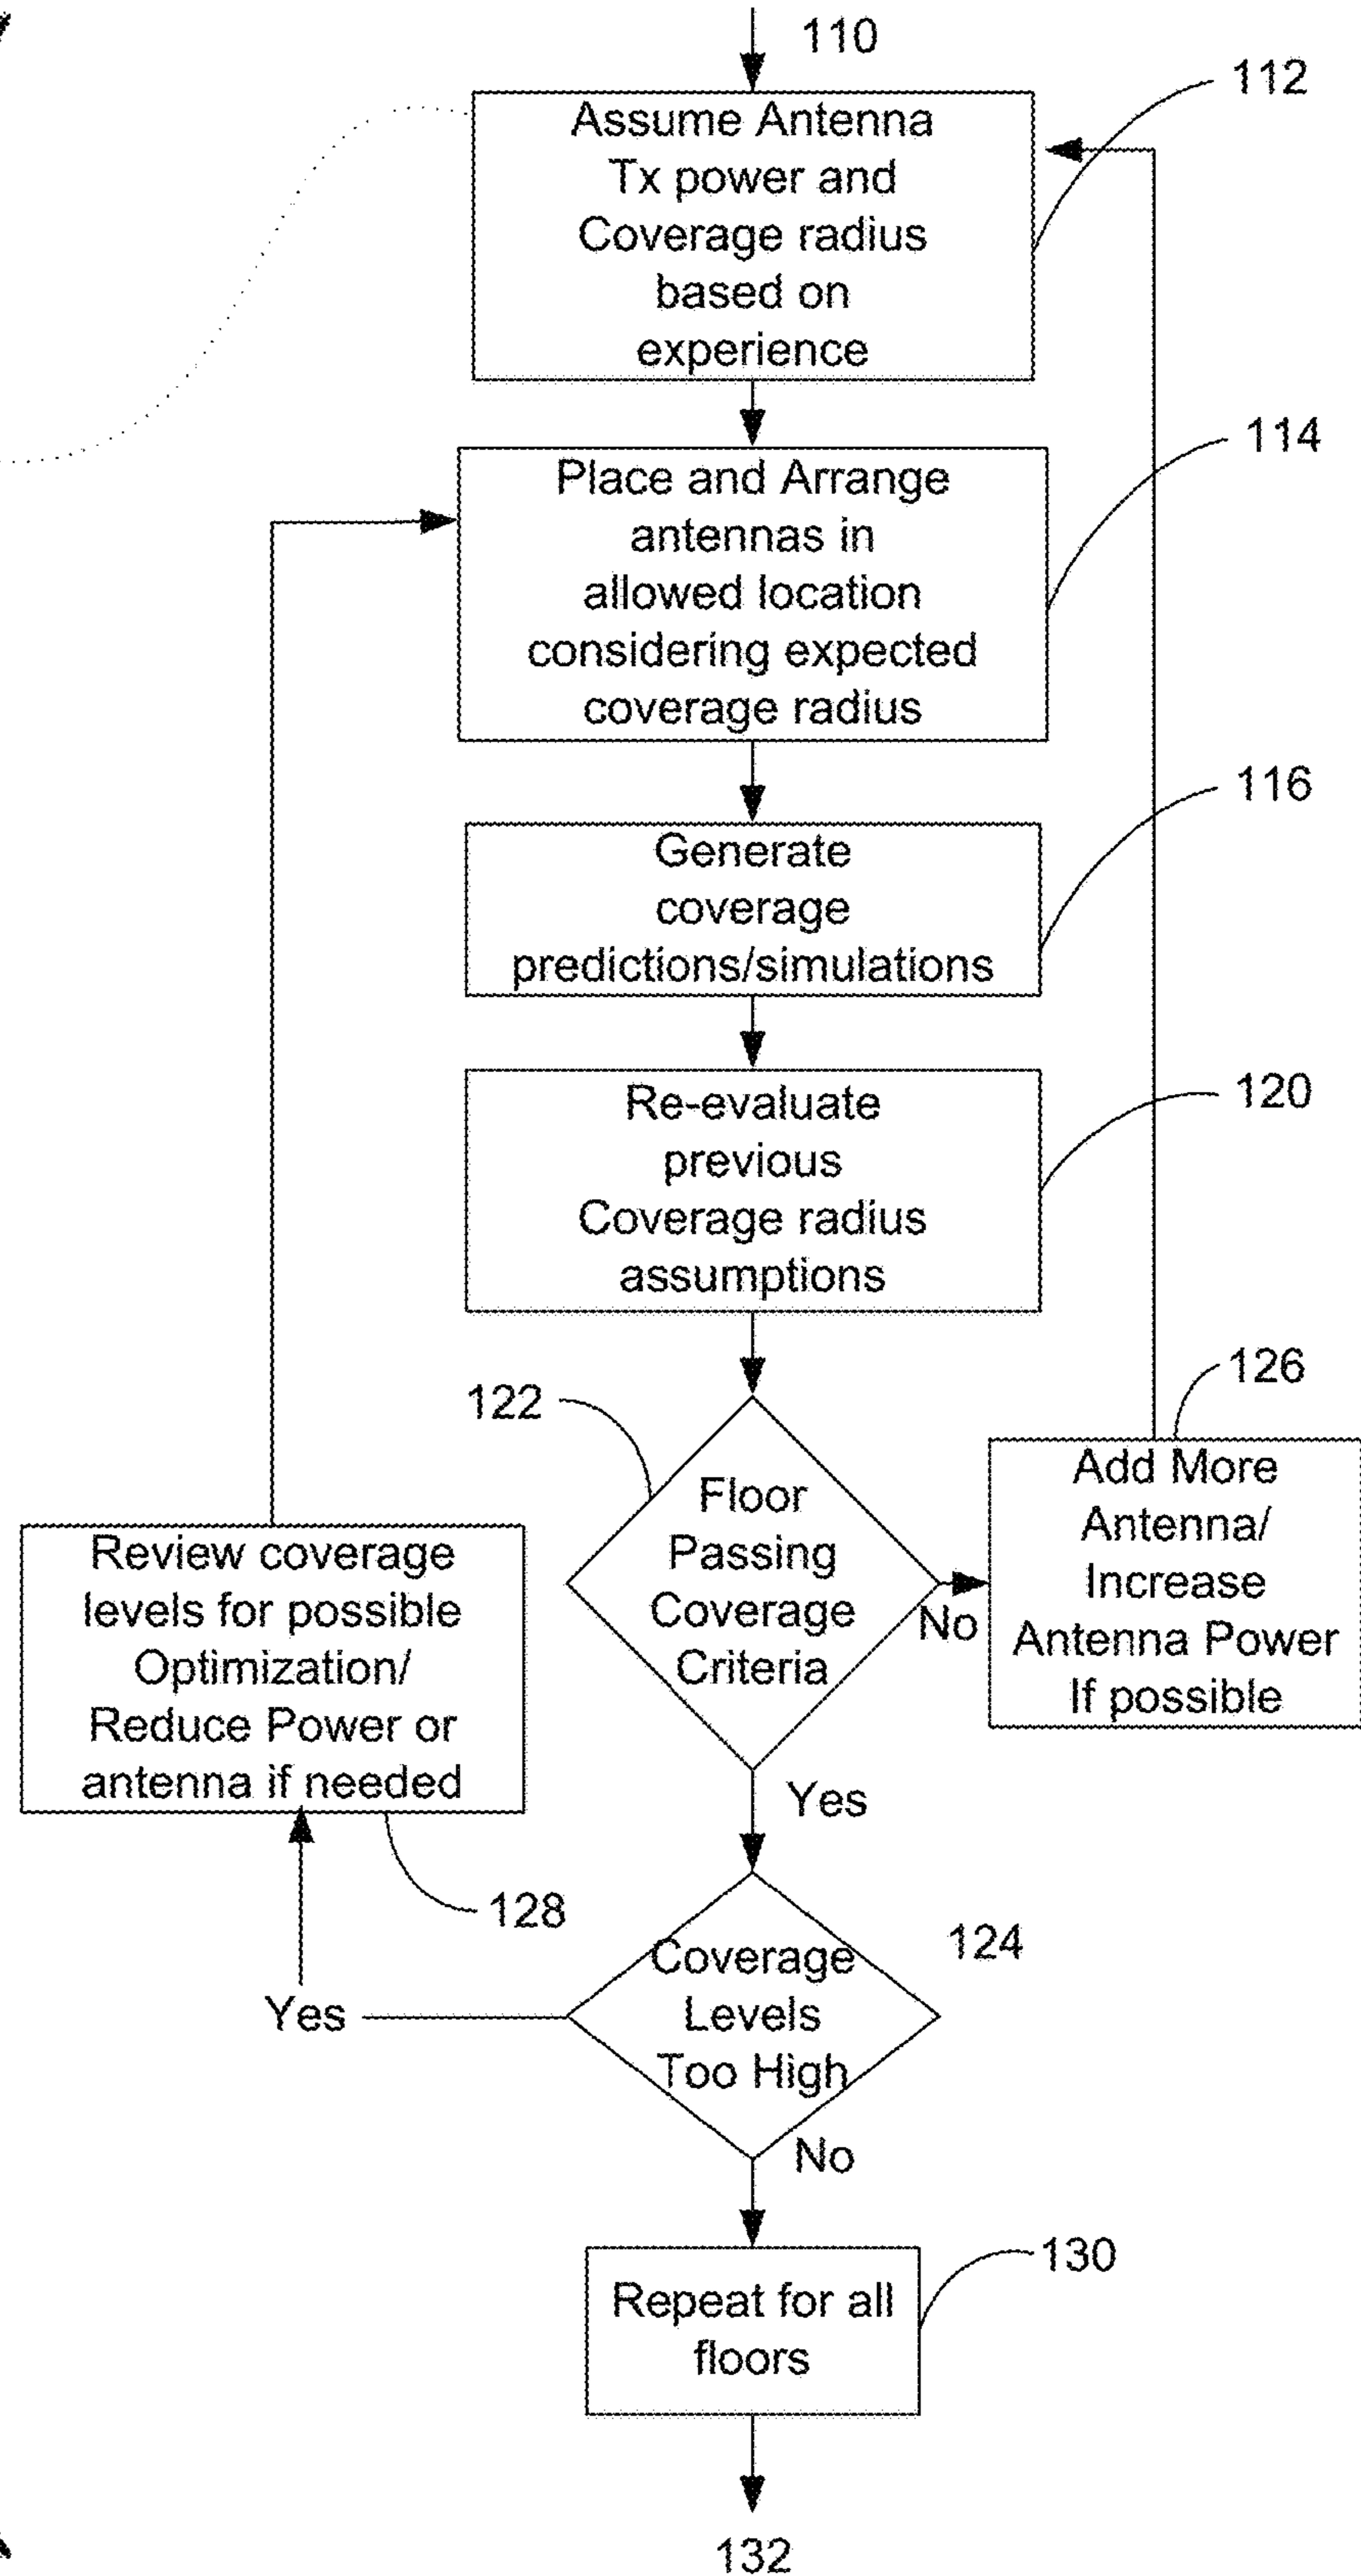 110
112
Assume Antenna
Tx power and
Coverage radius
based on
experience
114
Place and Arrange
antennas in
allowed location
considering expected
coverage radius
116
Generate
coverage
predictions/simulations
120
Re-evaluate
previous
Coverage radius
assumptions
122
Floor
Passing
Coverage
Criteria
No
126
Add More
Antenna/
Increase
Antenna Power
If possible
Review coverage
levels for possible
Optimization/
Reduce Power or
antenna if needed
Yes
128
124
Coverage
Levels
Too High
Yes
No
130
Repeat for all
floors
132